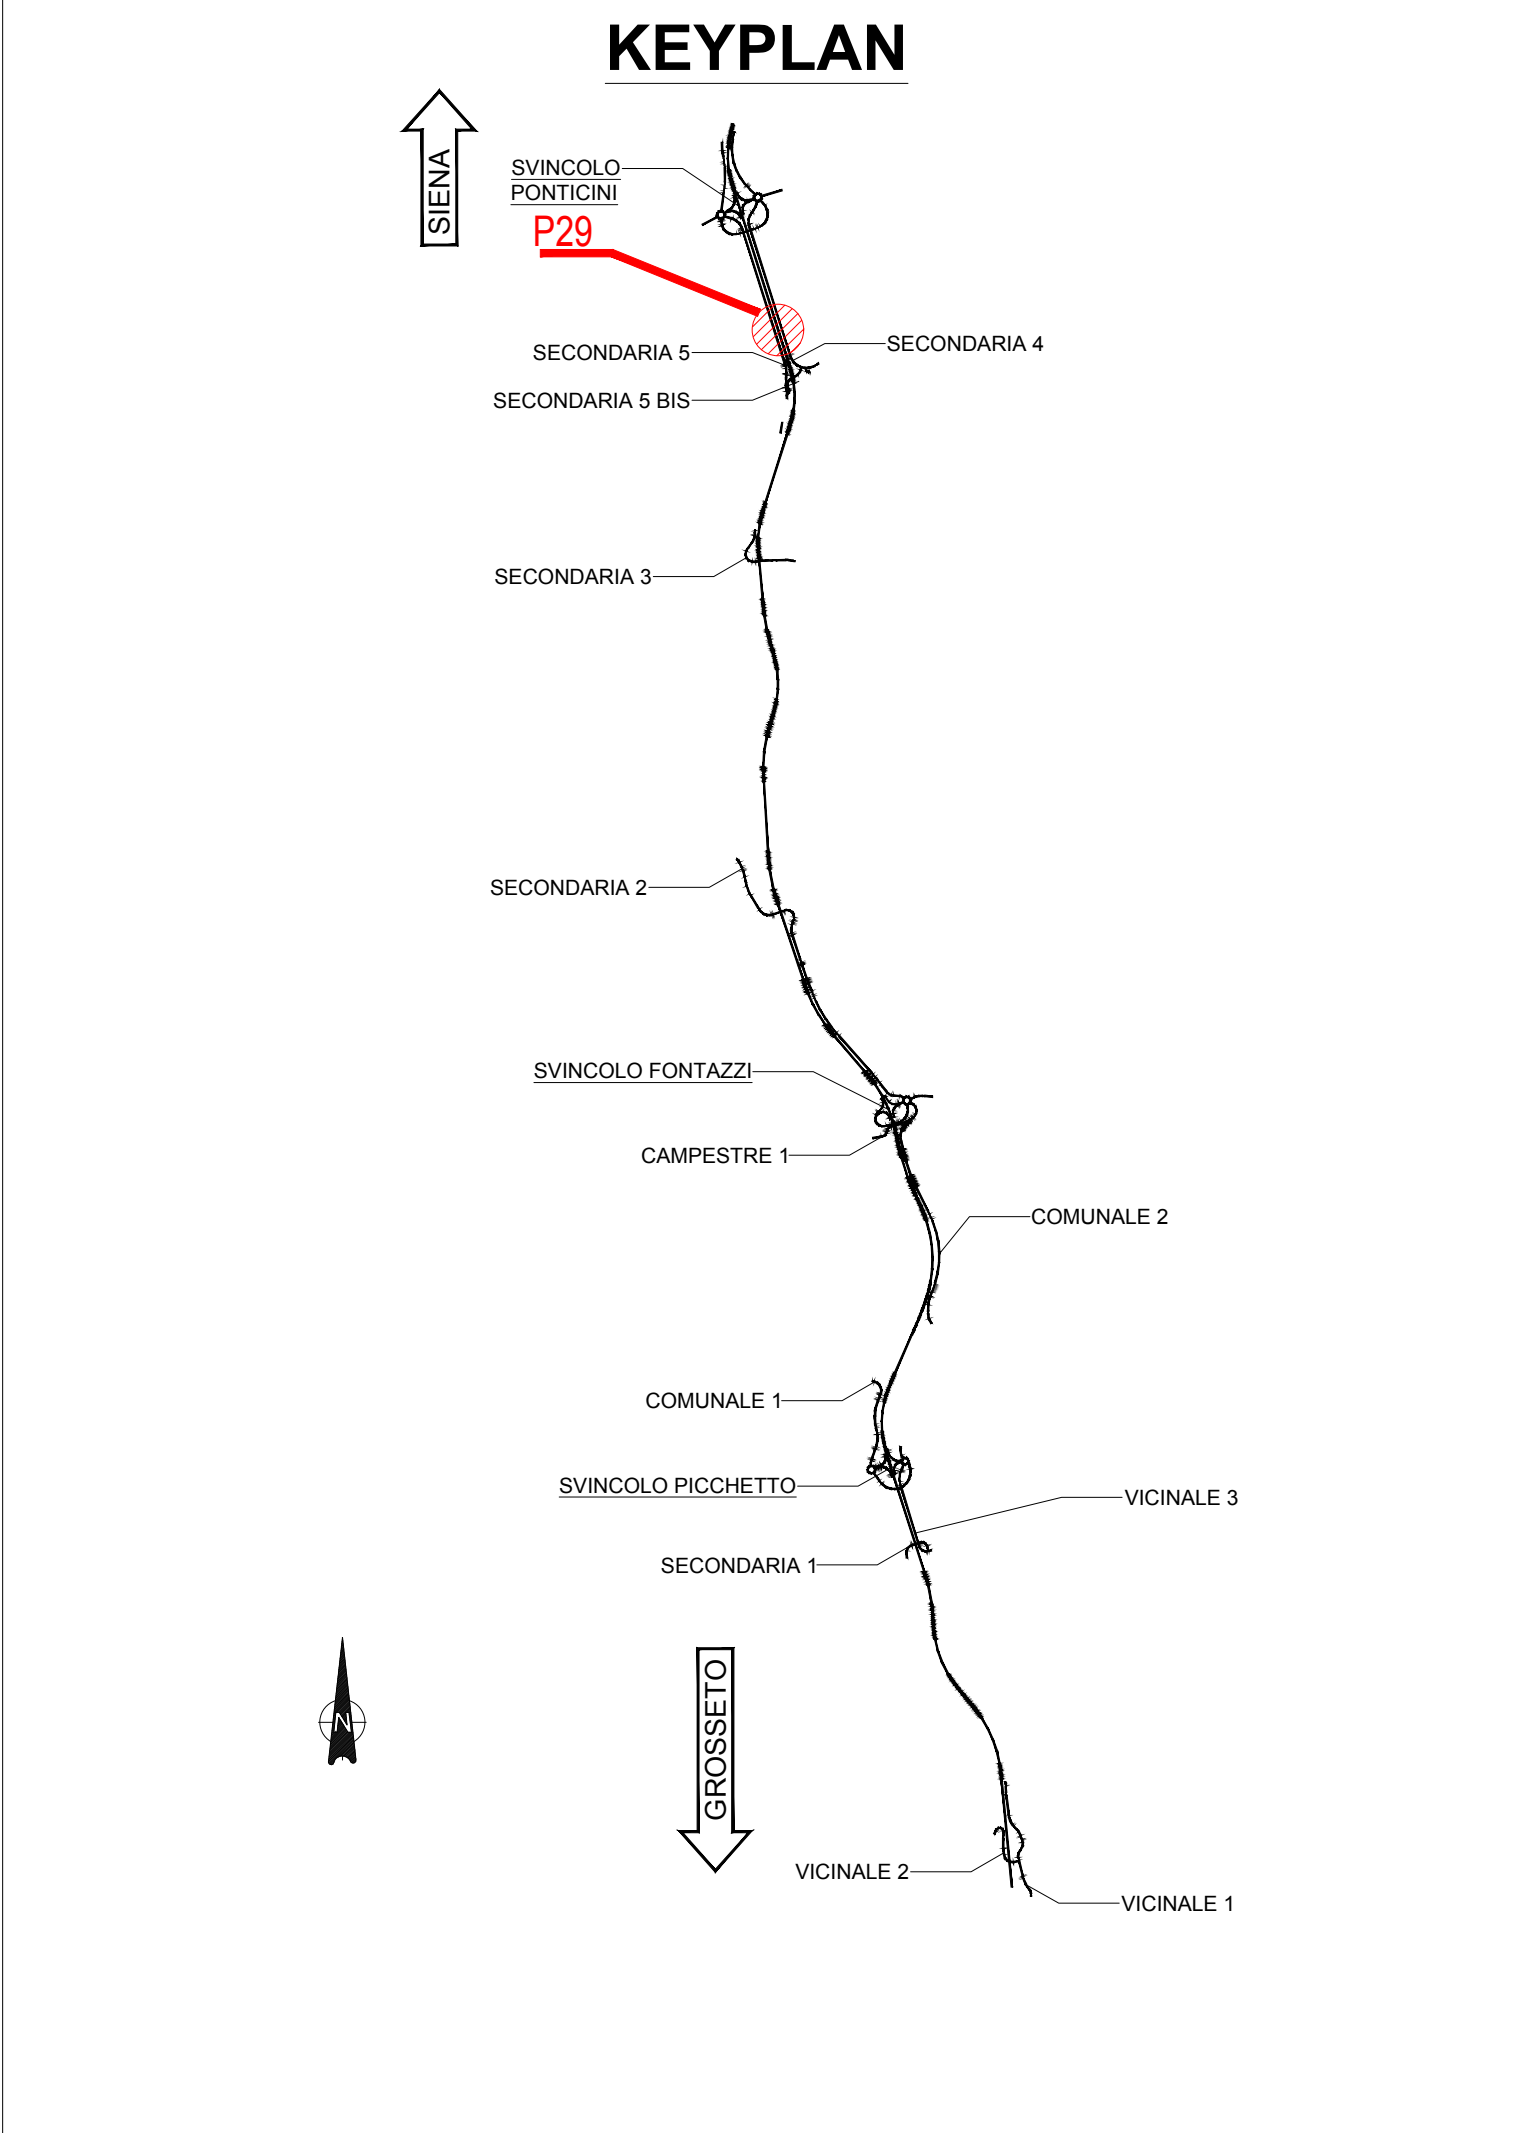 KEYPLAN
SIENA
SVINCOLO
PONTICINI
P29
SECONDARIA 4
SECONDARIA 5
SECONDARIA 5 BIS
SECONDARIA 3
SECONDARIA 2
SVINCOLO FONTAZZI
CAMPESTRE 1
COMUNALE 2
COMUNALE 1
SVINCOLO PICCHETTO
VICINALE 3
SECONDARIA 1
GROSSETO
N
VICINALE 2
VICINALE 1